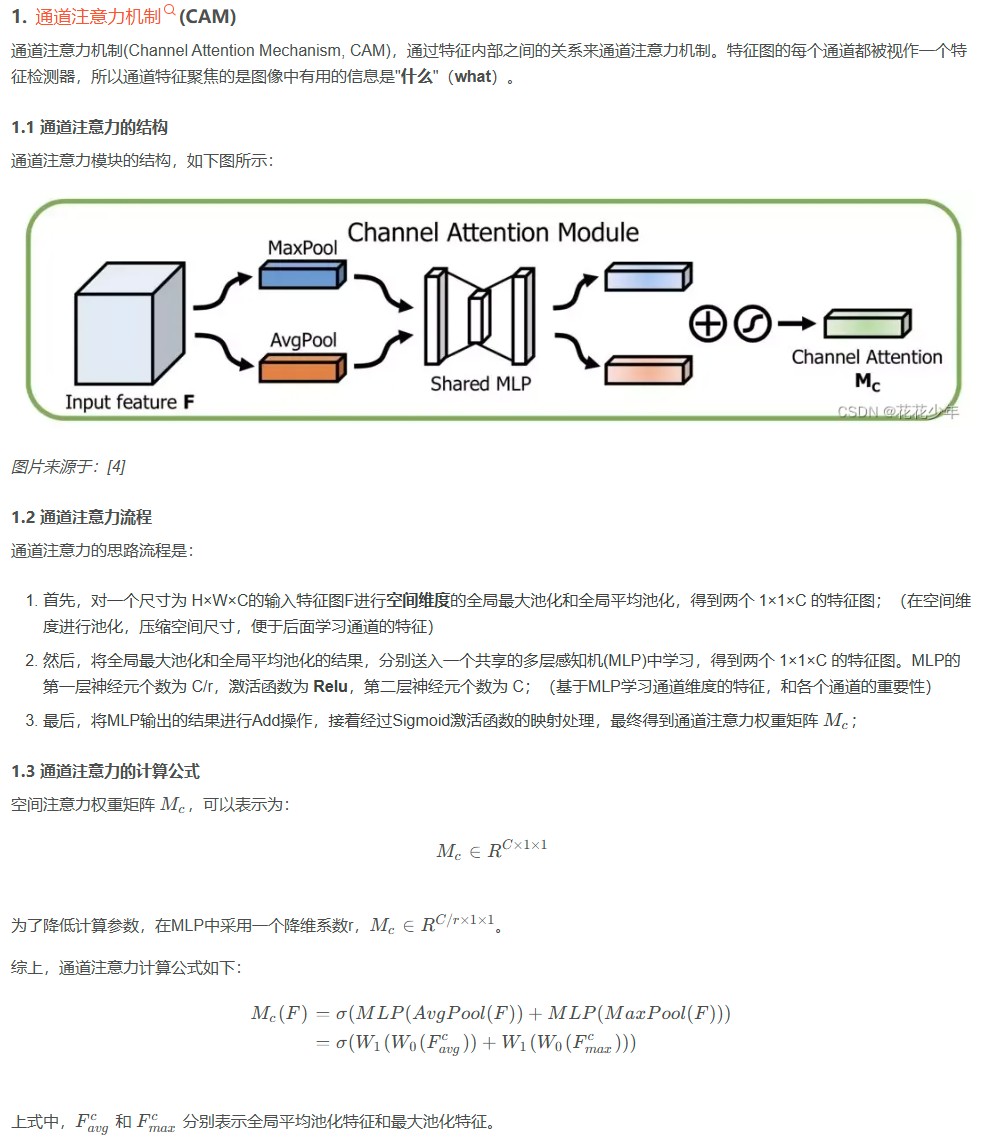 1. 通道注意力机制 (CAM)
通道注意力机制(Channel Attention Mechanism, CAM)，通过特征内部之间的关系来通道注意力机制。特征图的每个通道都被视作一个特
征检测器，所以通道特征聚焦的是图像中有用的信息是"什么"（what）。
1.1 通道注意力的结构
通道注意力模块的结构，如下图所示：
Channel Attention Module
MaxPool
AvgPool
Shared MLP
Channel Attention
Mc
Input feature F
CSDN @花花少年
图片来源于：[4]
1.2 通道注意力流程
通道注意力的思路流程是：
1. 首先，对一个尺寸为 H×W×C的输入特征图F进行空间维度的全局最大池化和全局平均池化，得到两个 1×1×C 的特征图；（在空间维
度进行池化，压缩空间尺寸，便于后面学习通道的特征）
2. 然后，将全局最大池化和全局平均池化的结果，分别送入一个共享的多层感知机(MLP)中学习，得到两个 1×1×C 的特征图。MLP的
第一层神经元个数为 C/r，激活函数为 Relu，第二层神经元个数为 C；（基于MLP学习通道维度的特征，和各个通道的重要性）
3. 最后，将MLP输出的结果进行Add操作，接着经过Sigmoid激活函数的映射处理，最终得到通道注意力权重矩阵 M_c；
1.3 通道注意力的计算公式
空间注意力权重矩阵 M_c，可以表示为：
M_c ∈ R^{C×1×1}
为了降低计算参数，在MLP中采用一个降维系数r，M_c ∈ R^{C/r×1×1}。
综上，通道注意力计算公式如下：
M_c(F) = σ(MLP(AvgPool(F)) + MLP(MaxPool(F)))
= σ(W_1(W_0(F^c_{avg})) + W_1(W_0(F^c_{max})))
上式中，F^c_{avg} 和 F^c_{max} 分别表示全局平均池化特征和最大池化特征。